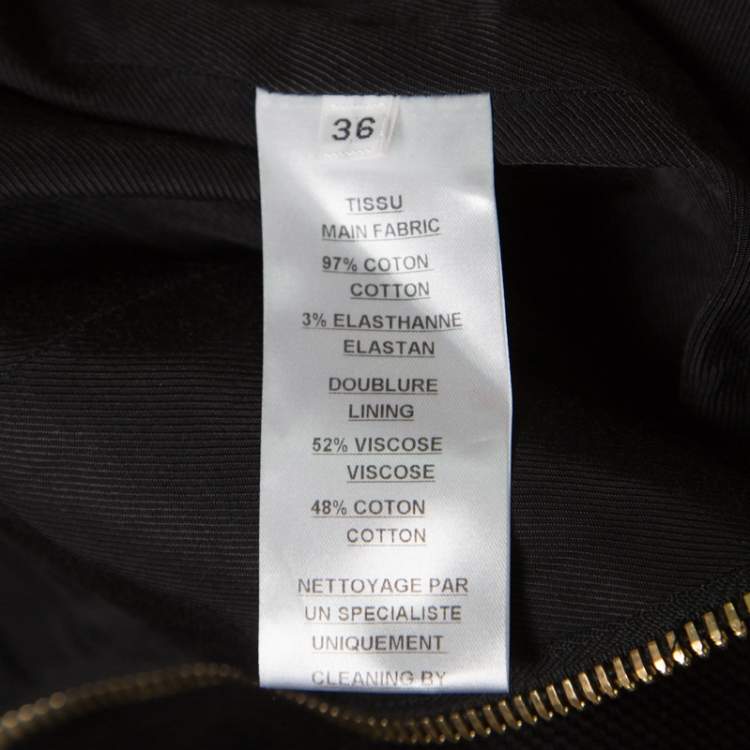 36
TISSU
MAIN FABRIC
97% COTON
COTTON
3% ELASTHANNE
ELASTAN
DOUBLURE
LINING
52% VISCOSE
VISCOSE
48% COTON
COTTON
NETTOYAGE PAR
UN SPECIALISTE
UNIQUEMENT
CLEANING BY